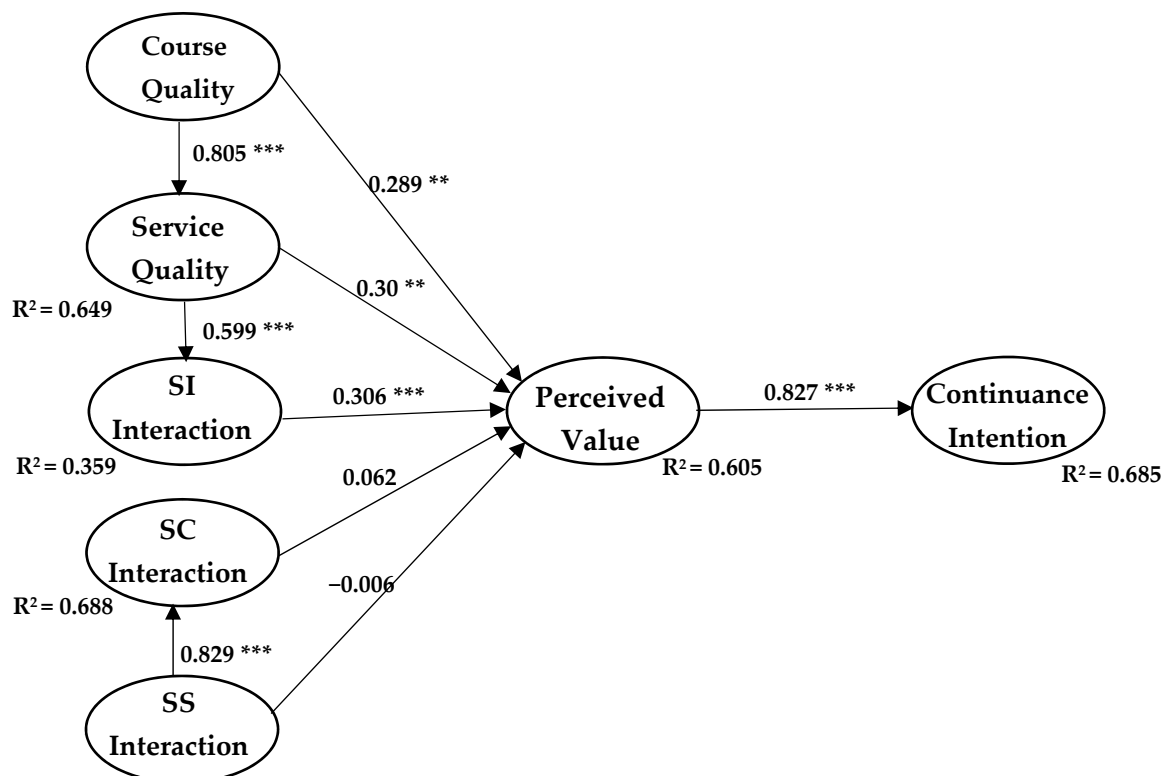 Course
Quality
0.805 ***
0.289 **
Service
Quality
R² = 0.649
0.30 **
0.599 ***
SI
Interaction
R² = 0.359
0.306 ***
Perceived
Value
R² = 0.605
0.827 ***
Continuance
Intention
R² = 0.685
0.062
SC
Interaction
R² = 0.688
−0.006
0.829 ***
SS
Interaction